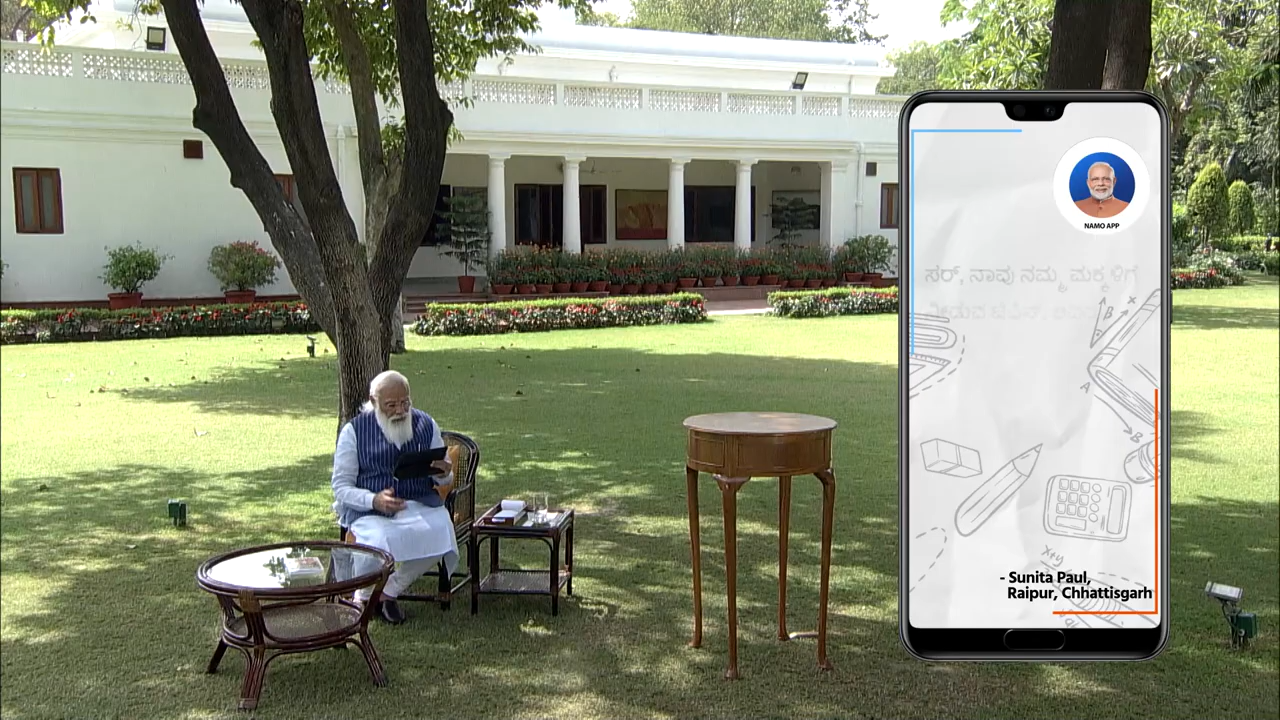 NAMO APP
ಸರ್, ನಾವು ನಮ್ಮ ಮಕ್ಕಳಿಗೆ
ನೀಡುವ
B
x
A
B
x+y
- Sunita Paul,
Raipur, Chhattisgarh